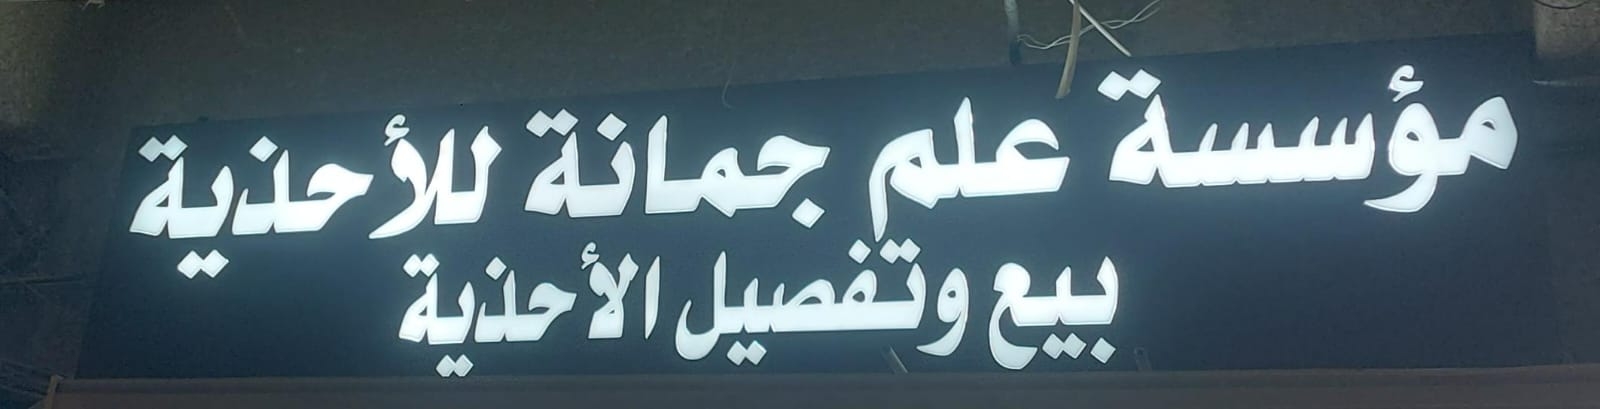 مؤسسة علم جمانة للأحذية
بيع وتفصيل الأحذية